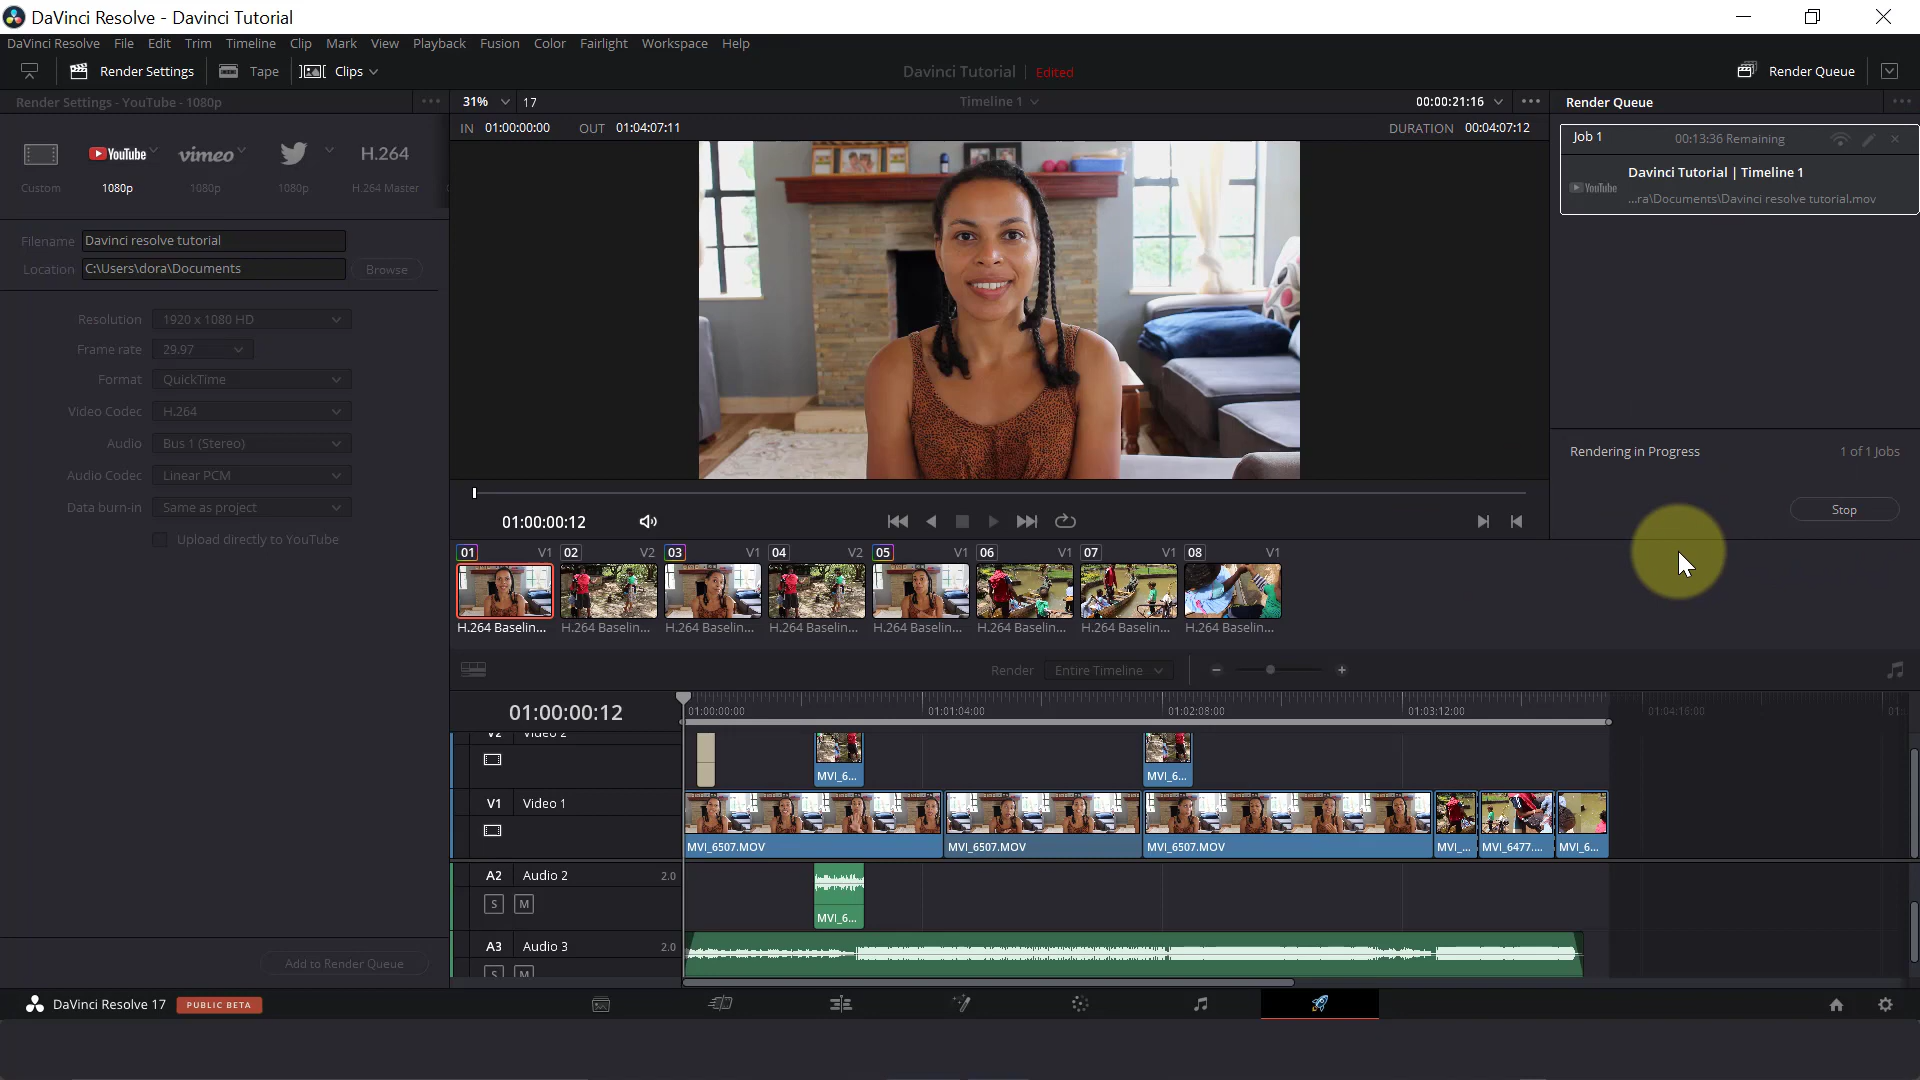 DaVinci Resolve - Davinci Tutorial
DaVinci Resolve File Edit Trim Timeline Clip Mark View Playback Fusion Color Fairlight Workspace Help
Render Settings Tape Clips
Davinci Tutorial Edited
Render Queue
Render Settings - YouTube - 1080p
31% 17
Timeline 1
00:00:21:16
Render Queue
IN 01:00:00:00 OUT 01:04:07:11
DURATION 00:04:07:12
Job 1 00:13:36 Remaining
Davinci Tutorial | Timeline 1
YouTube
...ra\Documents\Davinci resolve tutorial.mov
YouTube vimeo H.264
Custom 1080p 1080p 1080p H.264 Master
Filename Davinci resolve tutorial
Location C:\Users\dora\Documents Browse
Resolution 1920 x 1080 HD
Frame rate 29.97
Format QuickTime
Video Codec H.264
Audio Bus 1 (Stereo)
Audio Codec Linear PCM
Data burn-in Same as project
Upload directly to YouTube
Add to Render Queue
Rendering in Progress 1 of 1 Jobs
Stop
01:00:00:12
01 V1 02 V2 03 V1 04 V2 05 V1 06 V1 07 V1 08 V1
H.264 Baselin... H.264 Baselin... H.264 Baselin... H.264 Baselin... H.264 Baselin... H.264 Baselin... H.264 Baselin... H.264 Baselin...
Render Entire Timeline
01:00:00:12
01:00:00:00 01:01:04:00 01:02:08:00 01:03:12:00 01:04:16:00 01:
V2 Video 2
MVI_6... MVI_6...
V1 Video 1
MVI_6507.MOV MVI_6507.MOV MVI_6507.MOV MVI_... MVI_6477.... MVI_6...
A2 Audio 2 2.0
S M
MVI_6...
A3 Audio 3 2.0
S M
DaVinci Resolve 17 PUBLIC BETA